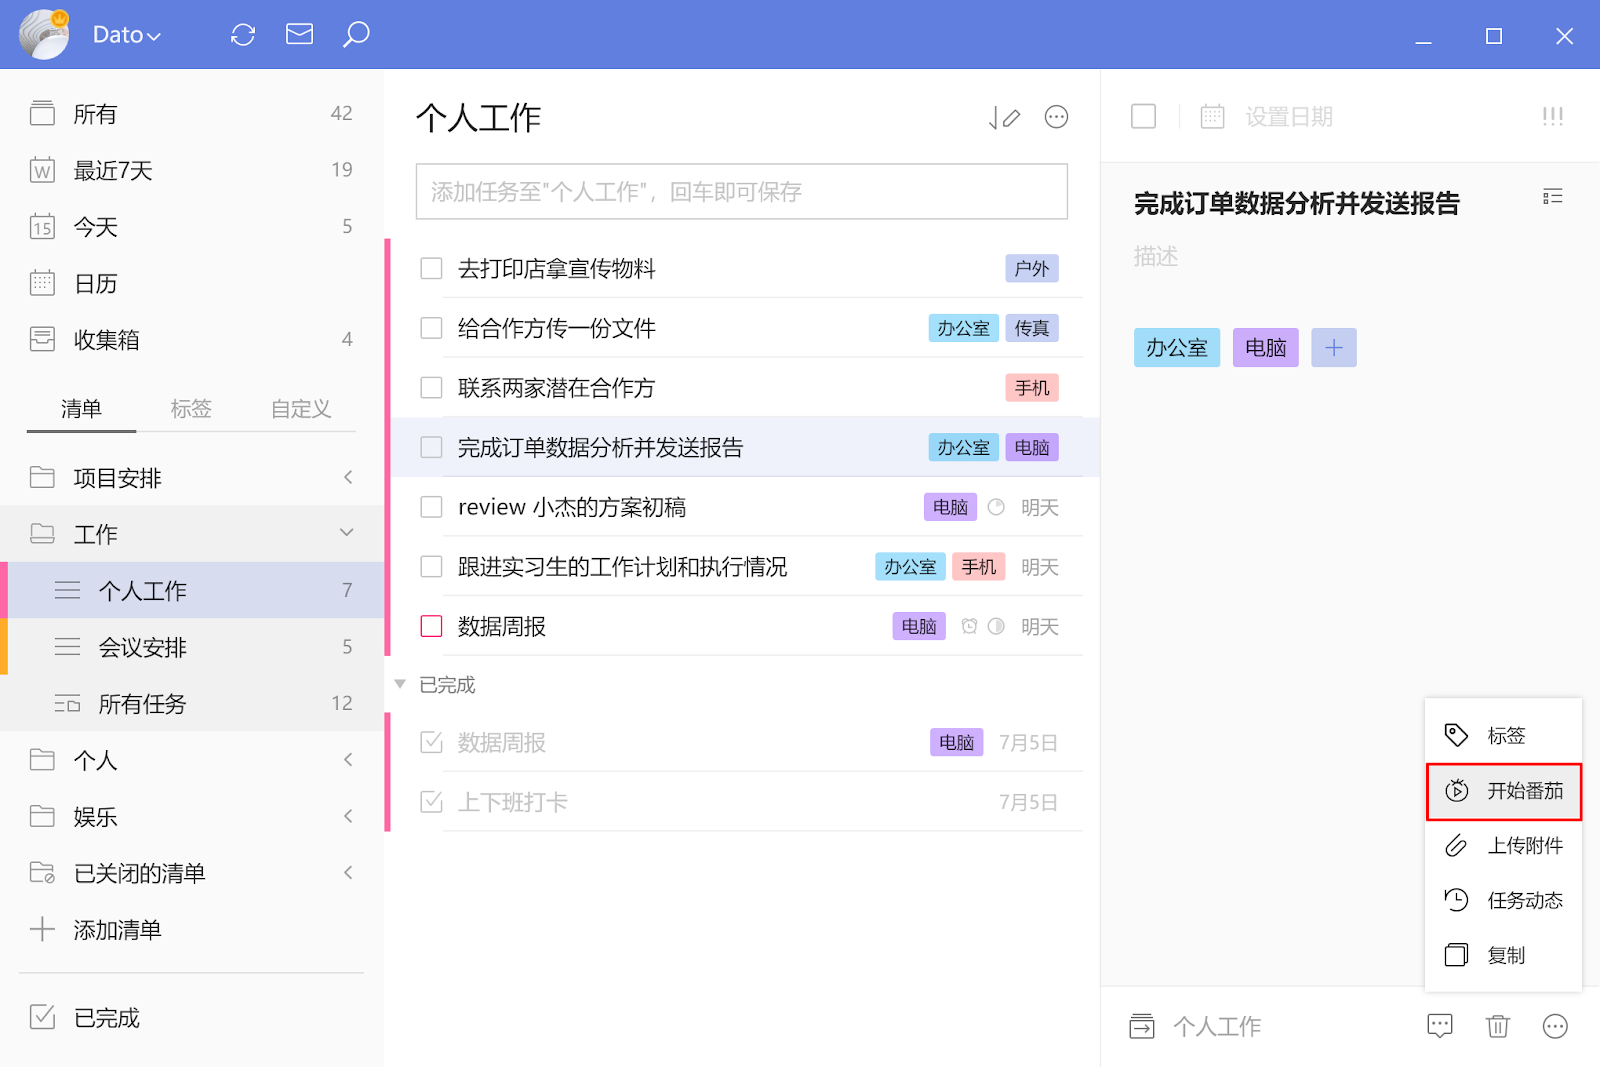 Dato
所有 42
W
最近7天 19
15
今天 5
日历
收集箱 4
清单 标签 自定义
项目安排
工作
个人工作 7
会议安排 5
所有任务 12
个人
娱乐
已关闭的清单
添加清单
已完成
个人工作
添加任务至"个人工作"，回车即可保存
去打印店拿宣传物料 户外
给合作方传一份文件 办公室 传真
联系两家潜在合作方 手机
完成订单数据分析并发送报告 办公室 电脑
review 小杰的方案初稿 电脑 明天
跟进实习生的工作计划和执行情况 办公室 手机 明天
数据周报 电脑 明天
已完成
数据周报 电脑 7月5日
上下班打卡 7月5日
设置日期 !!!
完成订单数据分析并发送报告
描述
办公室 电脑 +
标签
开始番茄
上传附件
任务动态
复制
个人工作